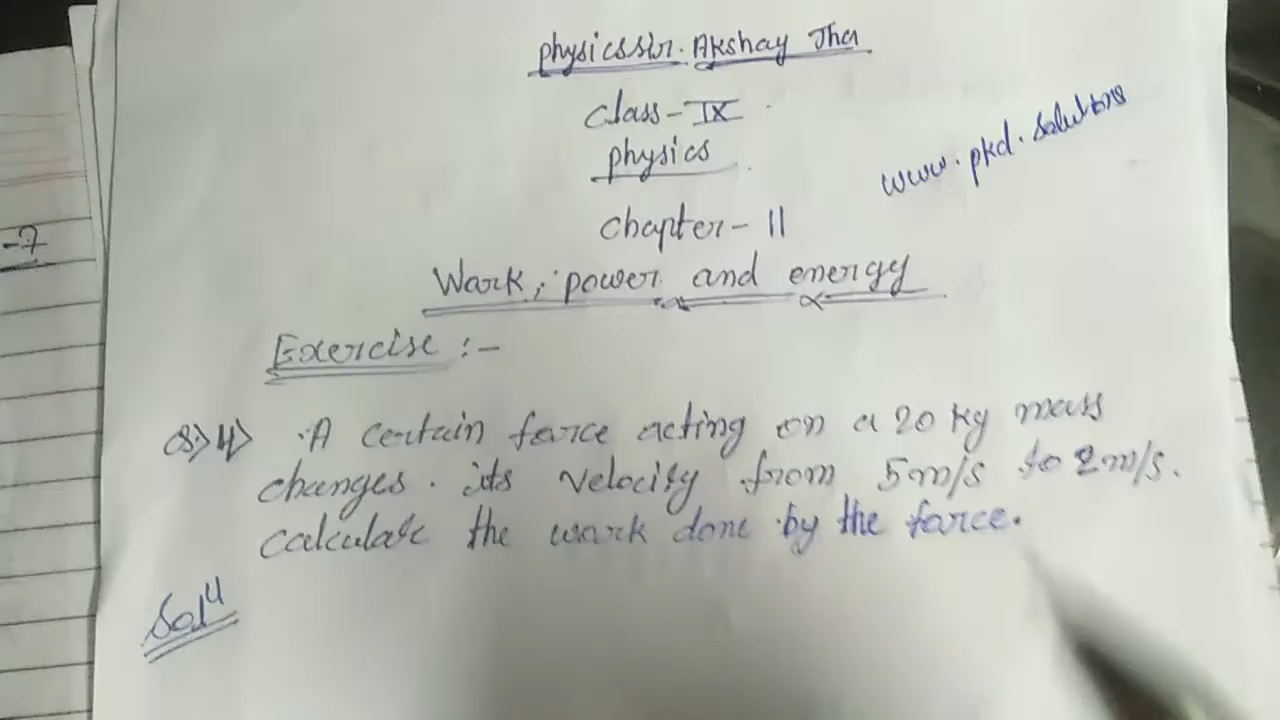 physicssir. Akshay Jha
Class - IX
physics
www.pkd.solutions
Chapter - 11
Work, power and energy
Exercise :-
Q>4> A certain force acting on a 20 kg mass
changes its velocity from 5m/s to 2m/s.
calculate the work done by the force.
Sol4
-7